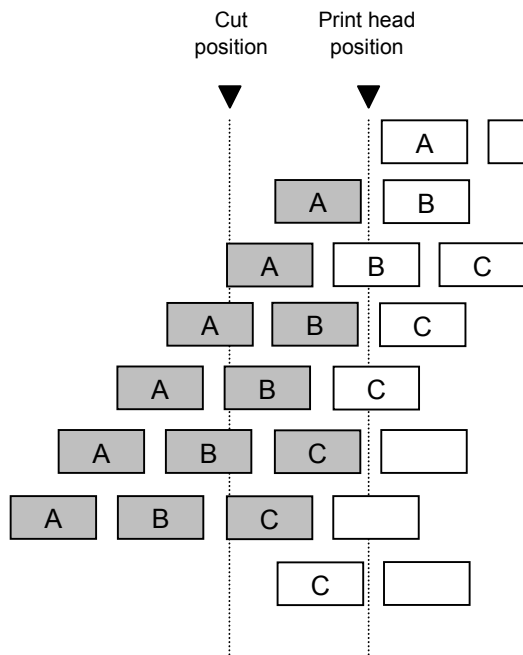 Cut
position
Print head
position
A
A B
A B C
A B C
A B C
A B C
A B C
C